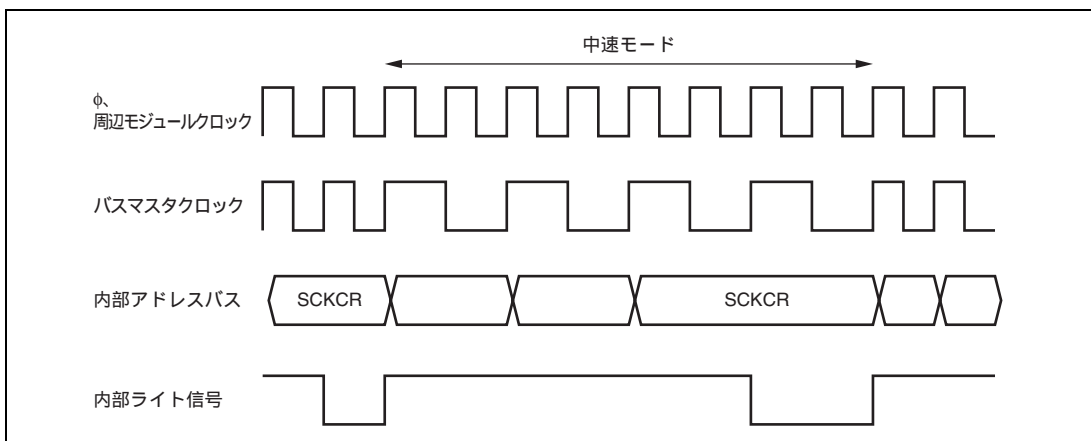 中速モード
φ、
周辺モジュールクロック
バスマスタクロック
内部アドレスバス
SCKCR
SCKCR
内部ライト信号